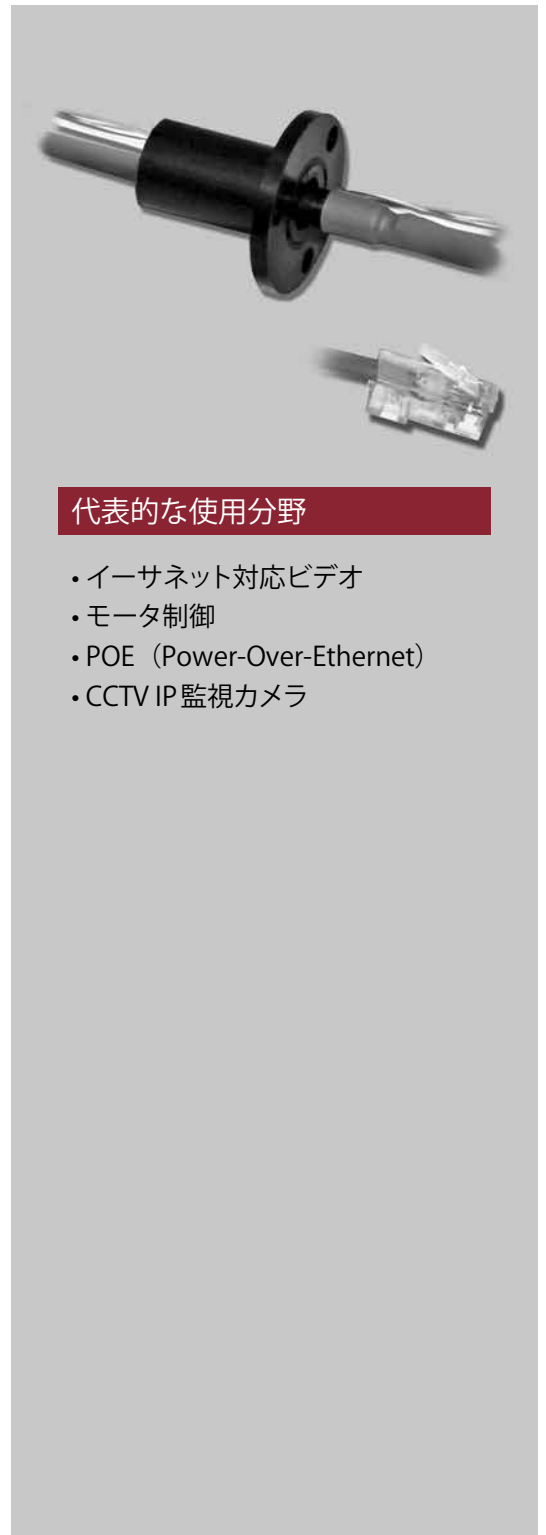 代表的な使用分野
• イーサネット対応ビデオ
• モータ制御
• POE（Power-Over-Ethernet）
• CCTV IP監視カメラ